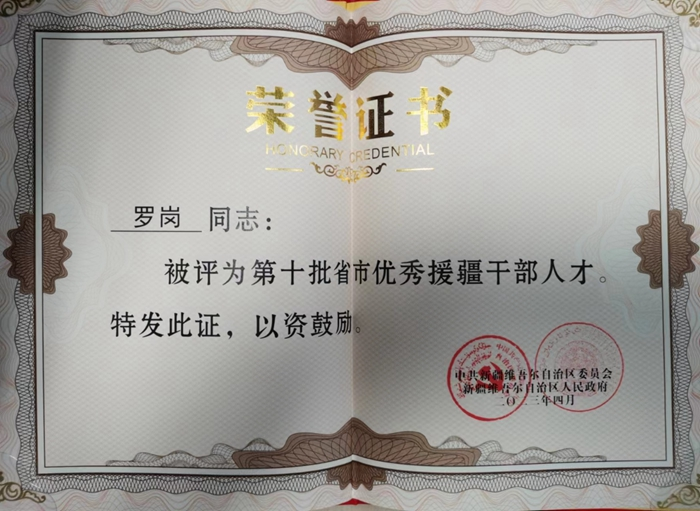 荣誉证书
HONORARY CREDENTIAL
罗岗 同志：
被评为第十批省市优秀援疆干部人才。
特发此证，以资鼓励。
中共新疆维吾尔自治区委员会
新疆维吾尔自治区人民政府
二〇二三年四月